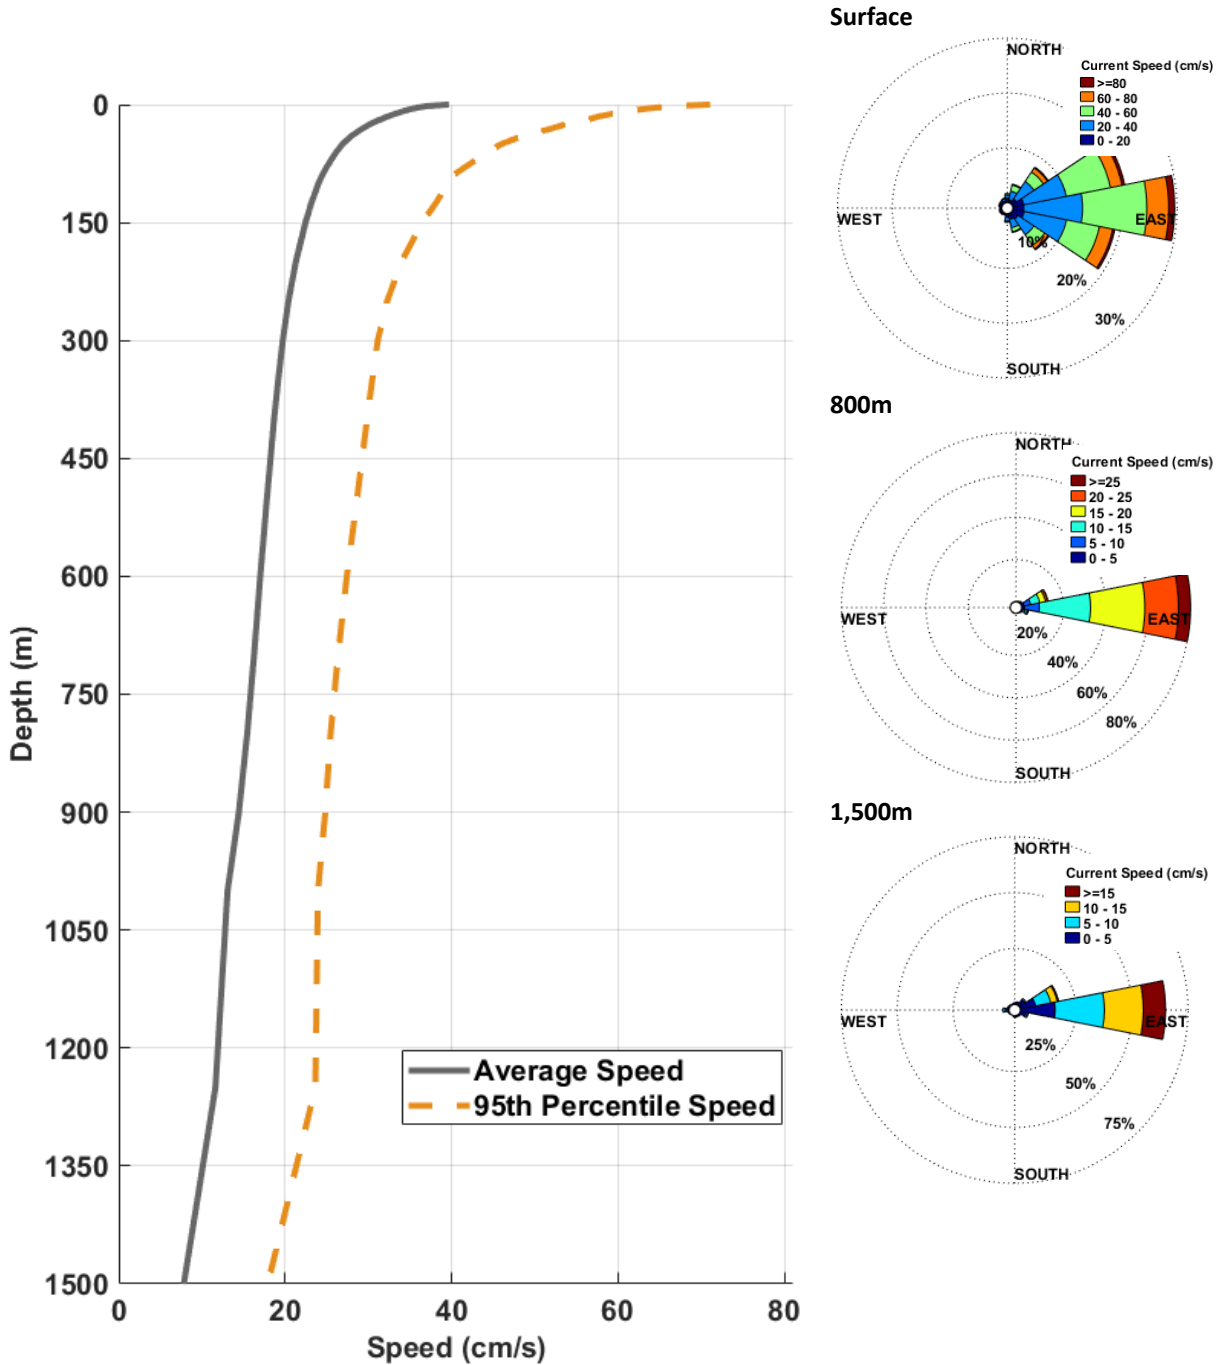 Surface
NORTH
Current Speed (cm/s)
>=80
60 - 80
40 - 60
20 - 40
0 - 20
WEST
EAST
10%
20%
30%
SOUTH
800m
NORTH
Current Speed (cm/s)
>=25
20 - 25
15 - 20
10 - 15
5 - 10
0 - 5
WEST
EAST
20%
40%
60%
80%
SOUTH
1,500m
NORTH
Current Speed (cm/s)
>=15
10 - 15
5 - 10
0 - 5
WEST
EAST
25%
50%
75%
SOUTH
Depth (m)
0
150
300
450
600
750
900
1050
1200
1350
1500
Average Speed
95th Percentile Speed
0 20 40 60 80
Speed (cm/s)